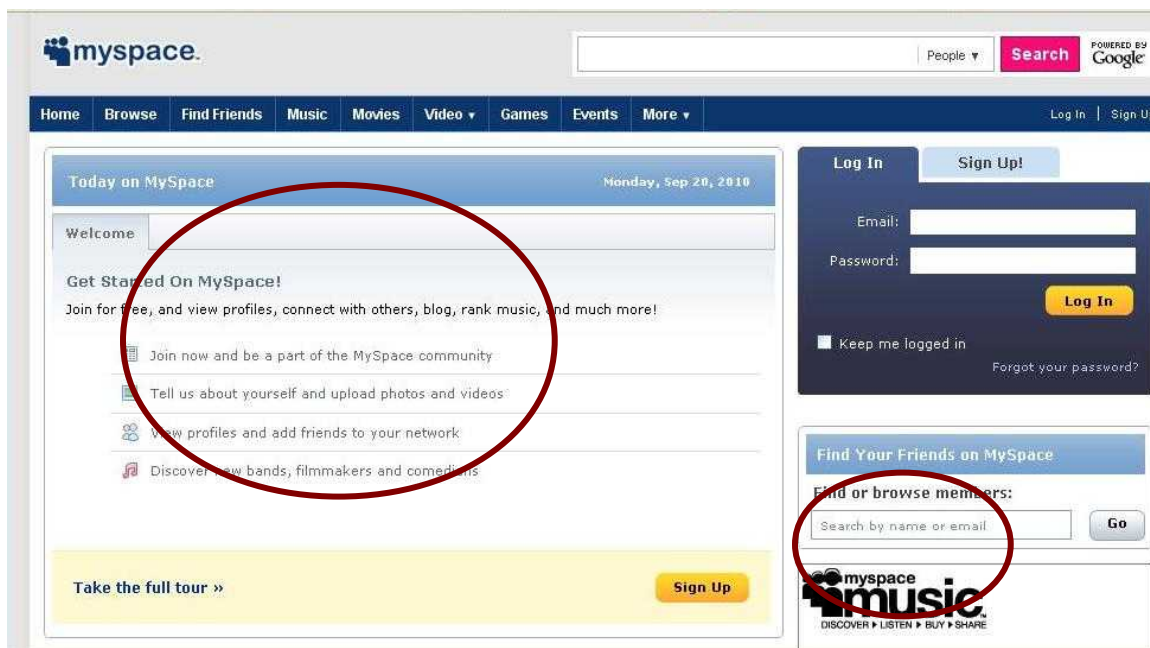 myspace.
People ▼ Search POWERED BY Google
Home Browse Find Friends Music Movies Video ▾ Games Events More ▾ Log In | Sign U
Today on MySpace Monday, Sep 20, 2010
Welcome
Get Started On MySpace!
Join for free, and view profiles, connect with others, blog, rank music, and much more!
Join now and be a part of the MySpace community
Tell us about yourself and upload photos and videos
View profiles and add friends to your network
Discover new bands, filmmakers and comedians
Take the full tour »
Sign Up
Log In Sign Up!
Email:
Password:
Log In
Keep me logged in
Forgot your password?
Find Your Friends on MySpace
Find or browse members:
Search by name or email Go
myspace
music
DISCOVER ▸ LISTEN ▸ BUY ▸ SHARE